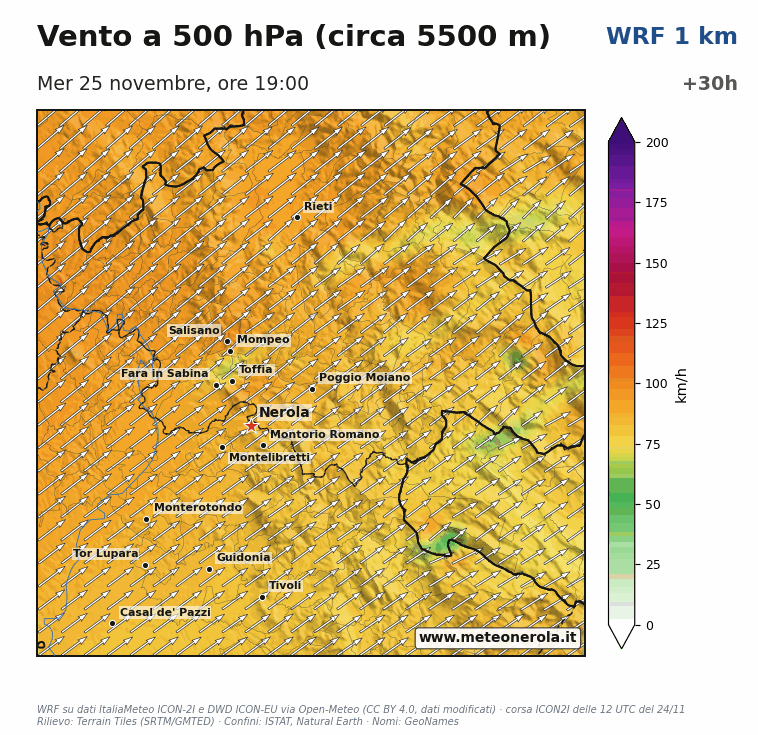 Vento a 500 hPa (circa 5500 m)
WRF 1 km
Mer 25 novembre, ore 19:00
+30h
Rieti
Salisano
Mompeo
Fara in Sabina
Toffia
Poggio Moiano
Nerola
Montorio Romano
Montelibretti
Monterotondo
Tor Lupara
Guidonia
Tivoli
Casal de' Pazzi
www.meteonerola.it
200
175
150
125
100
75
50
25
0
km/h
WRF su dati ItaliaMeteo ICON-2I e DWD ICON-EU via Open-Meteo (CC BY 4.0, dati modificati) · corsa ICON2I delle 12 UTC del 24/11
Rilievo: Terrain Tiles (SRTM/GMTED) · Confini: ISTAT, Natural Earth · Nomi: GeoNames